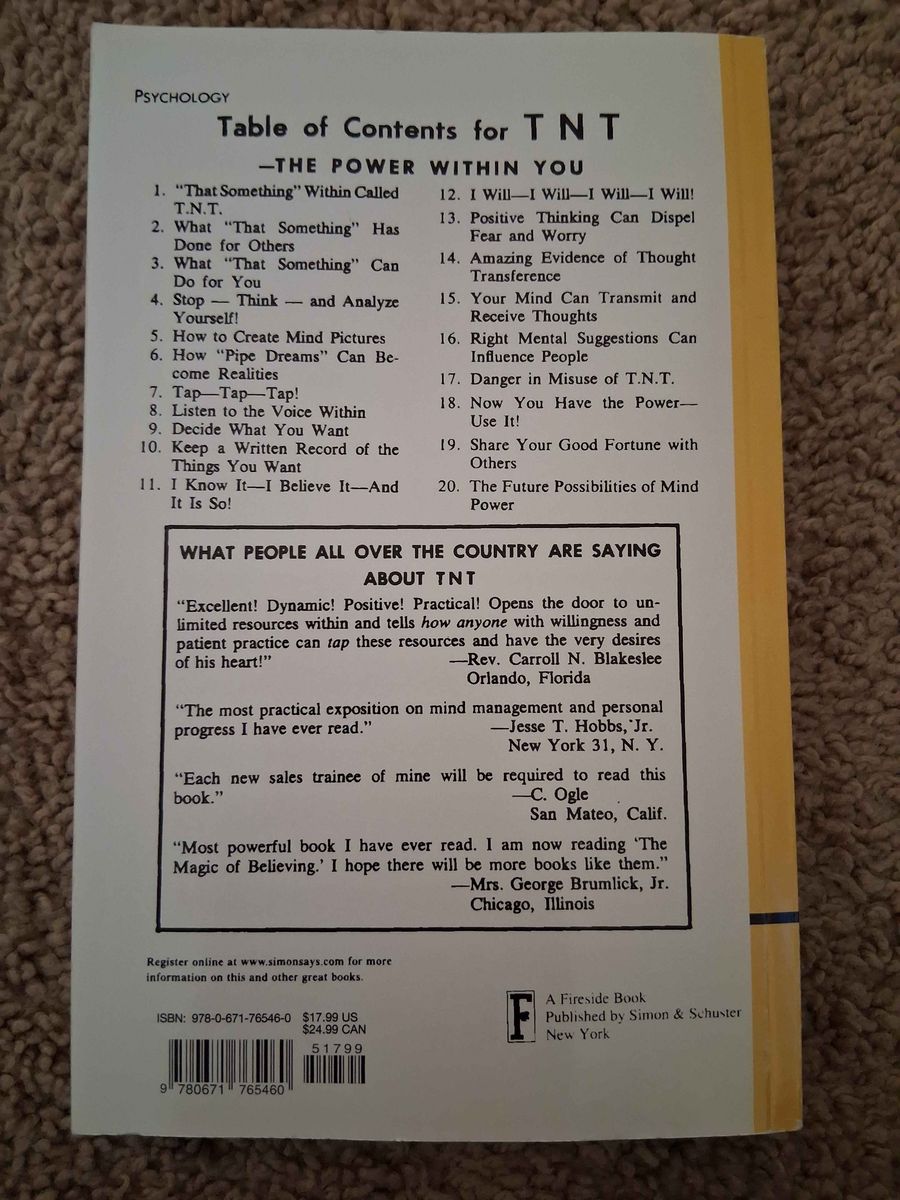 PSYCHOLOGY
Table of Contents for T N T
—THE POWER WITHIN YOU
1. “That Something” Within Called
T.N.T.
2. What “That Something” Has
Done for Others
3. What “That Something” Can
Do for You
4. Stop — Think — and Analyze
Yourself!
5. How to Create Mind Pictures
6. How “Pipe Dreams” Can Be-
come Realities
7. Tap—Tap—Tap!
8. Listen to the Voice Within
9. Decide What You Want
10. Keep a Written Record of the
Things You Want
11. I Know It—I Believe It—And
It Is So!
12. I Will—I Will—I Will—I Will!
13. Positive Thinking Can Dispel
Fear and Worry
14. Amazing Evidence of Thought
Transference
15. Your Mind Can Transmit and
Receive Thoughts
16. Right Mental Suggestions Can
Influence People
17. Danger in Misuse of T.N.T.
18. Now You Have the Power—
Use It!
19. Share Your Good Fortune with
Others
20. The Future Possibilities of Mind
Power
WHAT PEOPLE ALL OVER THE COUNTRY ARE SAYING
ABOUT TNT
“Excellent! Dynamic! Positive! Practical! Opens the door to un-
limited resources within and tells how anyone with willingness and
patient practice can tap these resources and have the very desires
of his heart!” —Rev. Carroll N. Blakeslee
Orlando, Florida
“The most practical exposition on mind management and personal
progress I have ever read.” —Jesse T. Hobbs, Jr.
New York 31, N. Y.
“Each new sales trainee of mine will be required to read this
book.” —C. Ogle
San Mateo, Calif.
“Most powerful book I have ever read. I am now reading ‘The
Magic of Believing.’ I hope there will be more books like them.”
—Mrs. George Brumlick, Jr.
Chicago, Illinois
Register online at www.simonsays.com for more
information on this and other great books.
ISBN: 978-0-671-76546-0 $17.99 US
$24.99 CAN
51799
9 780671 765460
F
A Fireside Book
Published by Simon & Schuster
New York